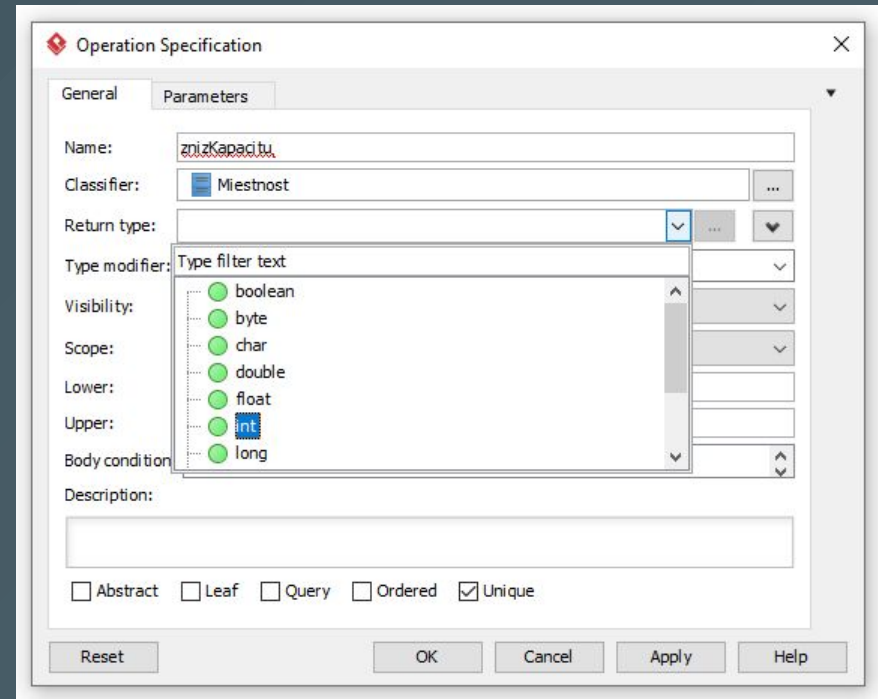 Operation Specification
General Parameters
Name: znizKapacitu
Classifier: Miestnost ...
Return type: ...
Type modifier: Type filter text
boolean
Visibility: byte
Scope: char
double
Lower: float
Upper: int
Body condition long
Description:
Abstract Leaf Query Ordered Unique
Reset OK Cancel Apply Help